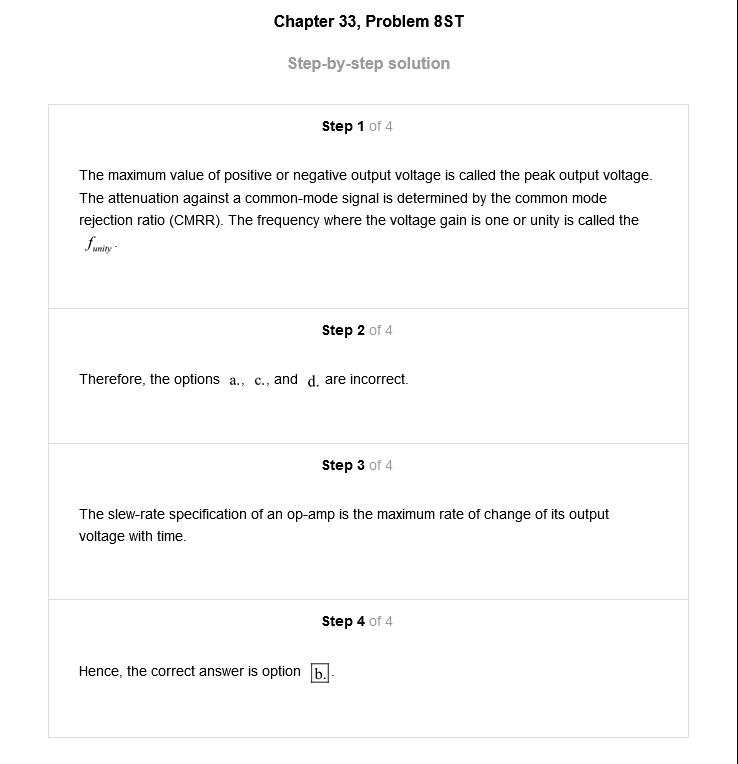 Chapter 33, Problem 8ST
Step-by-step solution
Step 1 of 4
The maximum value of positive or negative output voltage is called the peak output voltage.
The attenuation against a common-mode signal is determined by the common mode
rejection ratio (CMRR). The frequency where the voltage gain is one or unity is called the
f_unity.
Step 2 of 4
Therefore, the options a., c., and d. are incorrect.
Step 3 of 4
The slew-rate specification of an op-amp is the maximum rate of change of its output
voltage with time.
Step 4 of 4
Hence, the correct answer is option b..